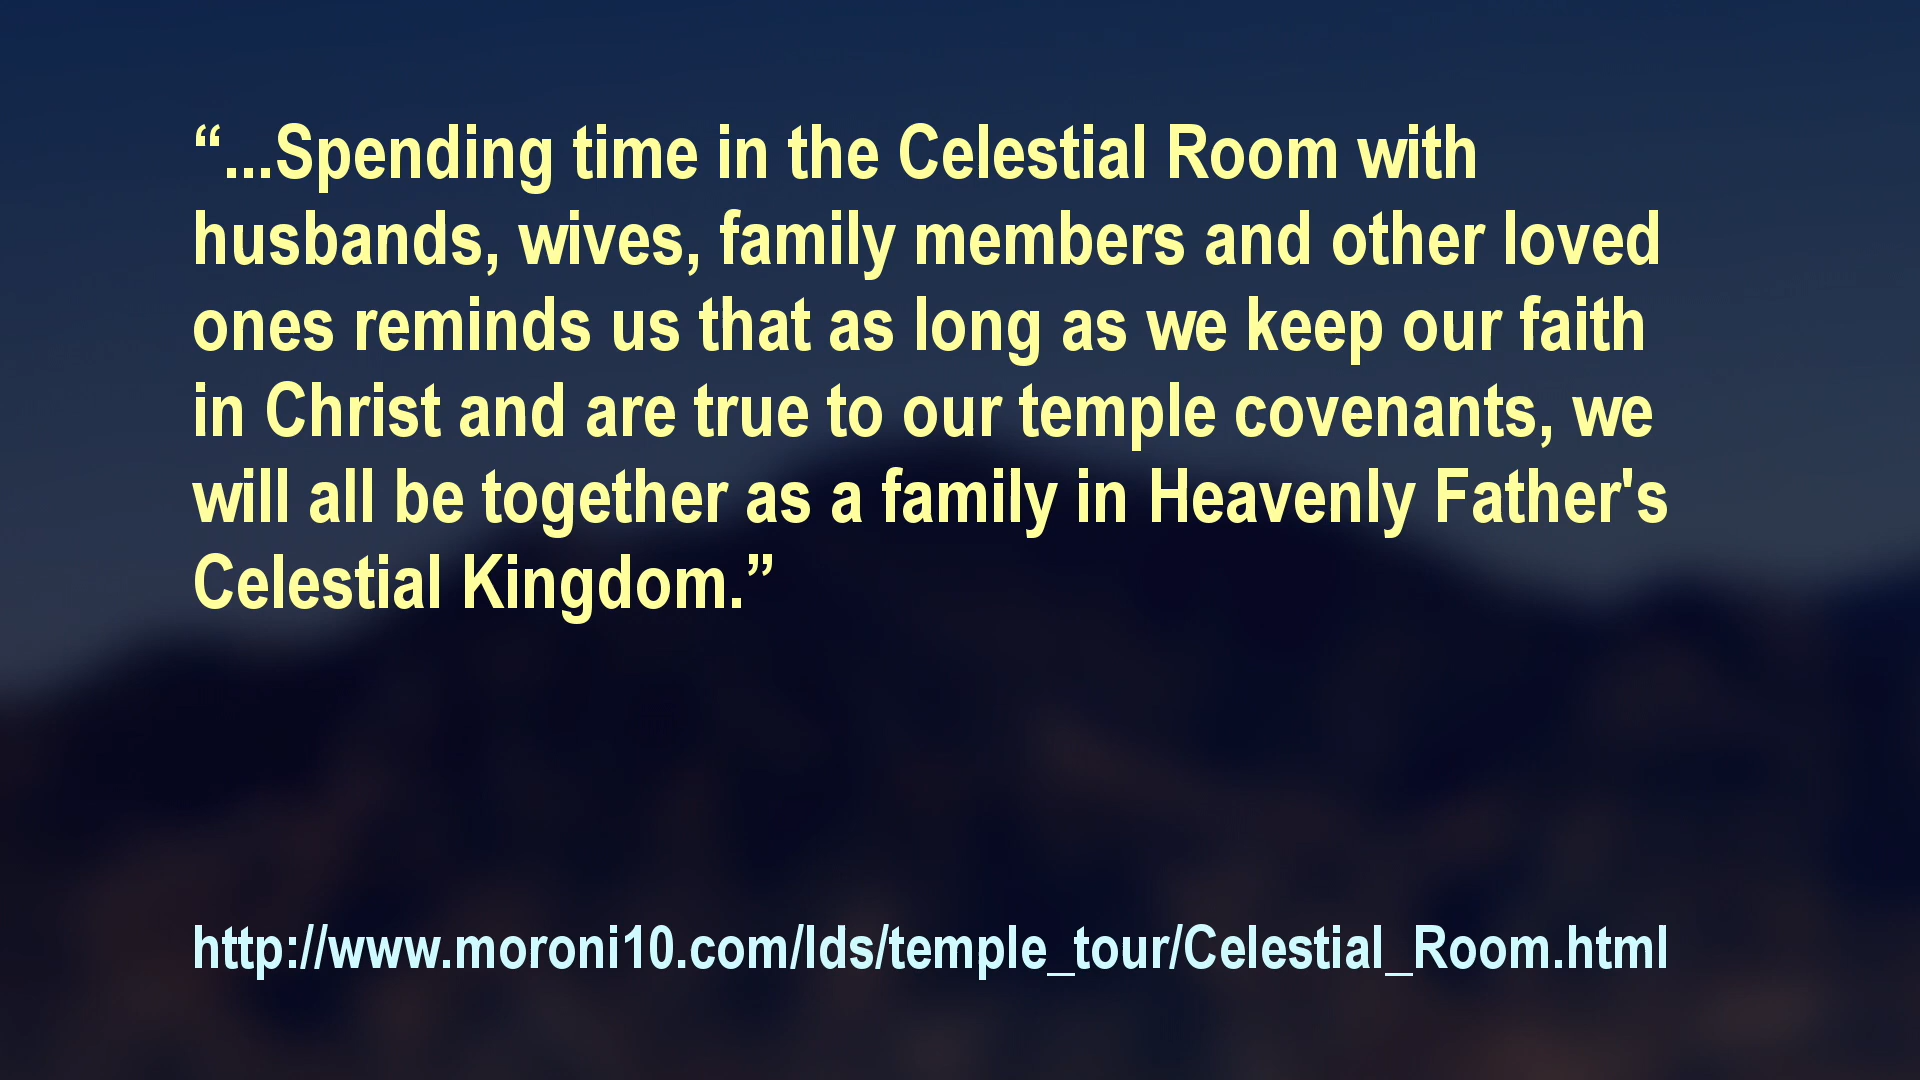 “...Spending time in the Celestial Room with
husbands, wives, family members and other loved
ones reminds us that as long as we keep our faith
in Christ and are true to our temple covenants, we
will all be together as a family in Heavenly Father's
Celestial Kingdom.”
http://www.moroni10.com/lds/temple_tour/Celestial_Room.html